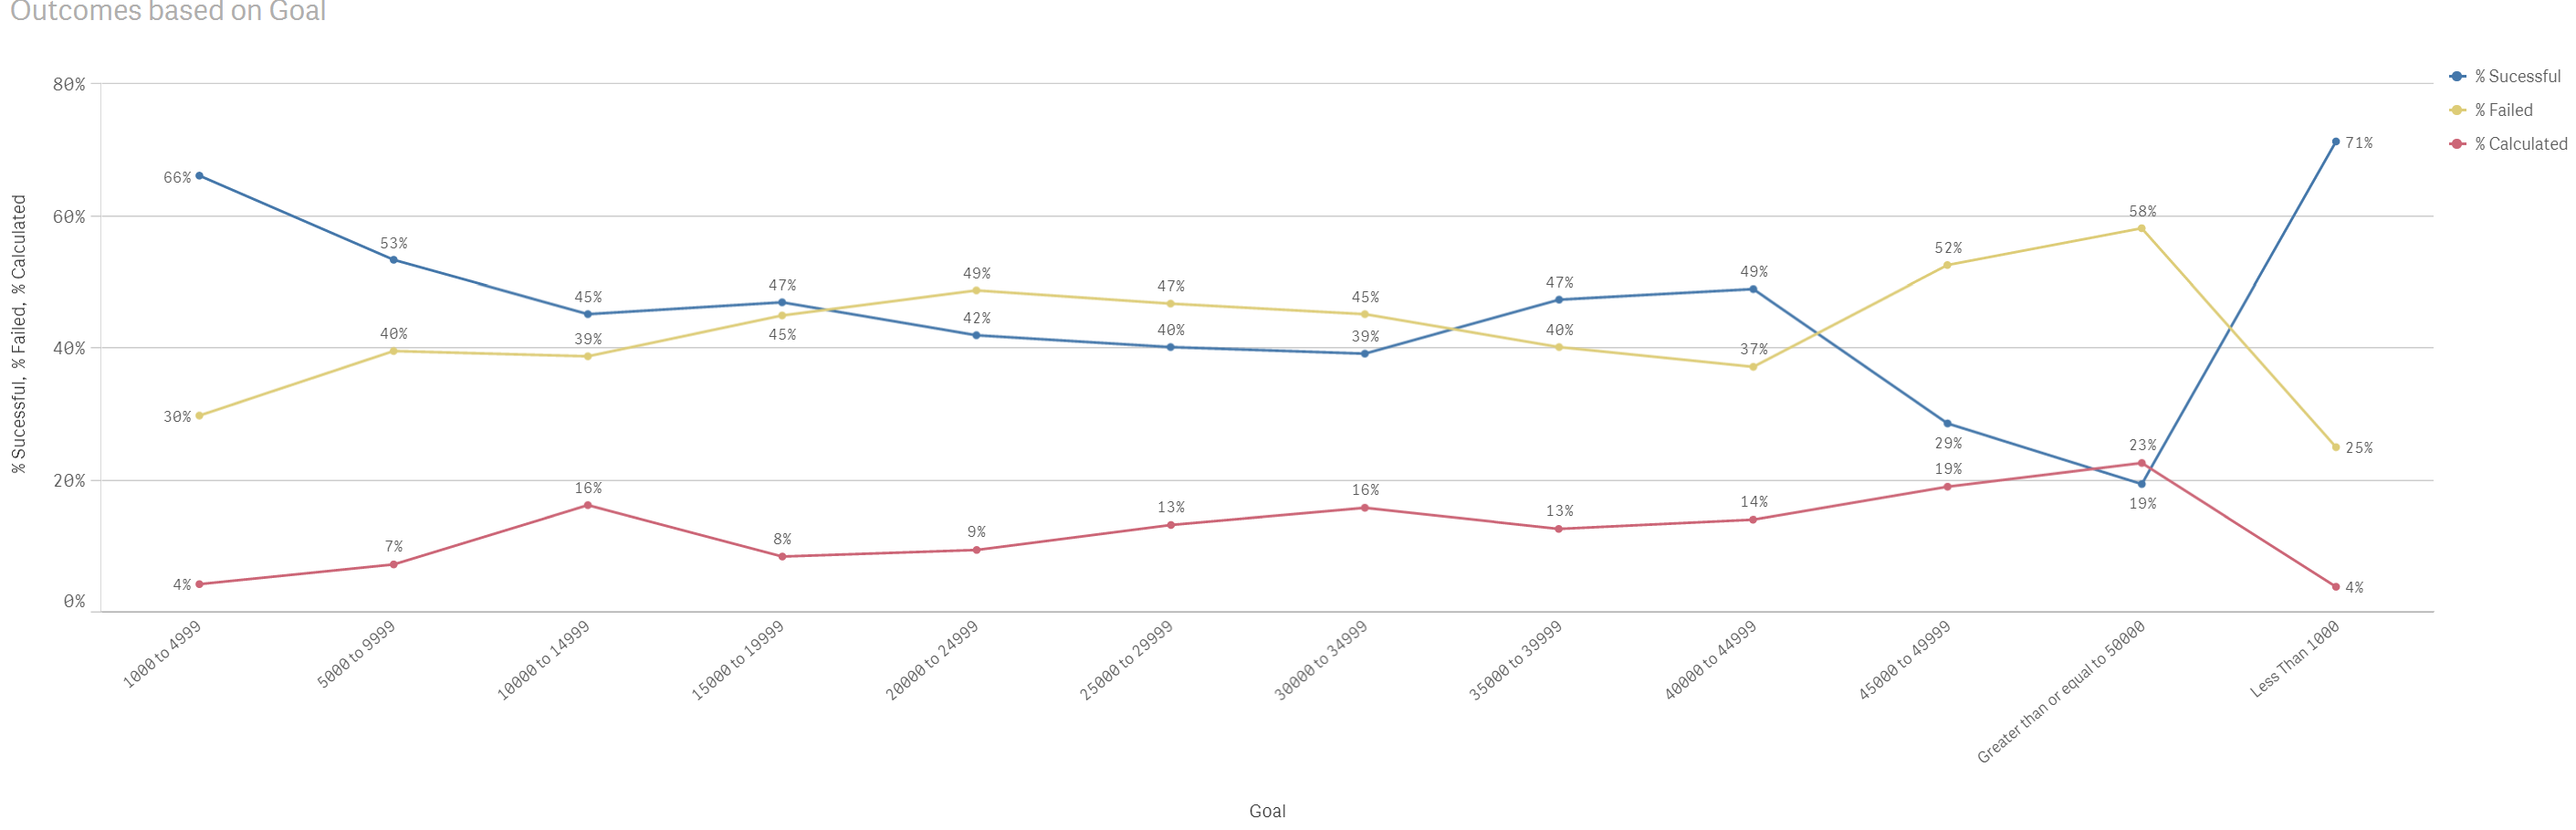 Outcomes based on Goal
% Sucessful, % Failed, % Calculated
80%
60%
40%
20%
0%
66%
53%
45%
47%
42%
40%
39%
47%
49%
29%
19%
71%
30%
40%
39%
45%
49%
47%
45%
40%
37%
52%
58%
25%
4%
7%
16%
8%
9%
13%
16%
13%
14%
19%
23%
4%
1000 to 4999
5000 to 9999
10000 to 14999
15000 to 19999
20000 to 24999
25000 to 29999
30000 to 34999
35000 to 39999
40000 to 44999
45000 to 49999
Greater than or equal to 50000
Less Than 1000
Goal
% Sucessful
% Failed
% Calculated